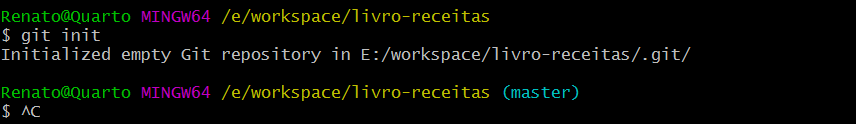 Renato@Quarto MINGW64 /e/workspace/livro-receitas
$ git init
Initialized empty Git repository in E:/workspace/livro-receitas/.git/
Renato@Quarto MINGW64 /e/workspace/livro-receitas (master)
$ ^C